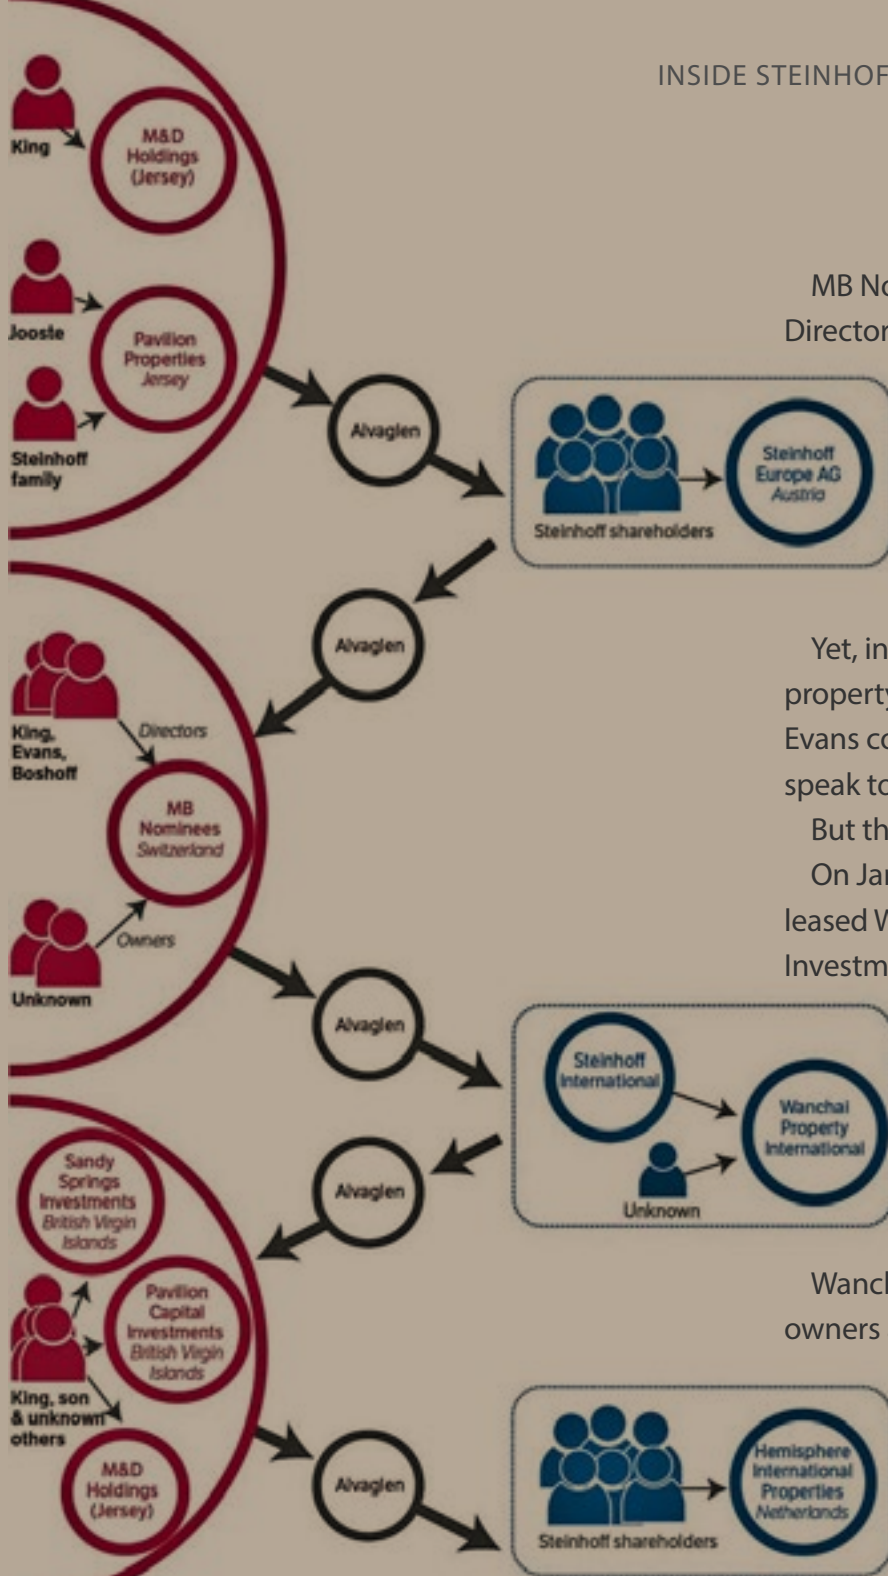 INSIDE STEINHOF
King
M&D
Holdings
(Jersey)
MB No
Director
Jooste
Pavilion
Properties
Jersey
Steinhoff
family
Alvaglen
Steinhoff shareholders
Steinhoff
Europe AG
Austria
Alvaglen
King,
Evans,
Boshoff
Directors
MB
Nominees
Switzerland
Owners
Unknown
Yet, in
property
Evans co
speak to
But th
On Jan
leased W
Investm
Alvaglen
Steinhoff
International
Wanchai
Property
International
Unknown
Alvaglen
Sandy
Springs
Investments
British Virgin
Islands
Pavilion
Capital
Investments
British Virgin
Islands
King, son
& unknown
others
M&D
Holdings
(Jersey)
Wancl
owners
Alvaglen
Steinhoff shareholders
Hemisphere
International
Properties
Netherlands